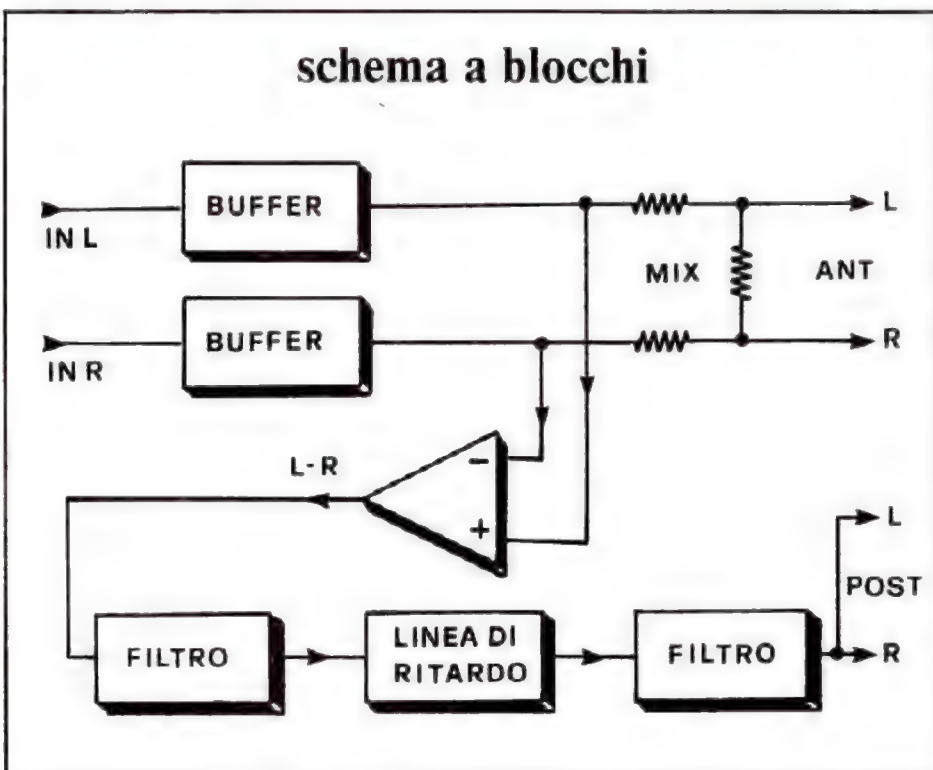 schema a blocchi
BUFFER
L
IN L
MIX
ANT
BUFFER
R
IN R
L-R
−
+
L
POST
FILTRO
LINEA DI
RITARDO
FILTRO
R